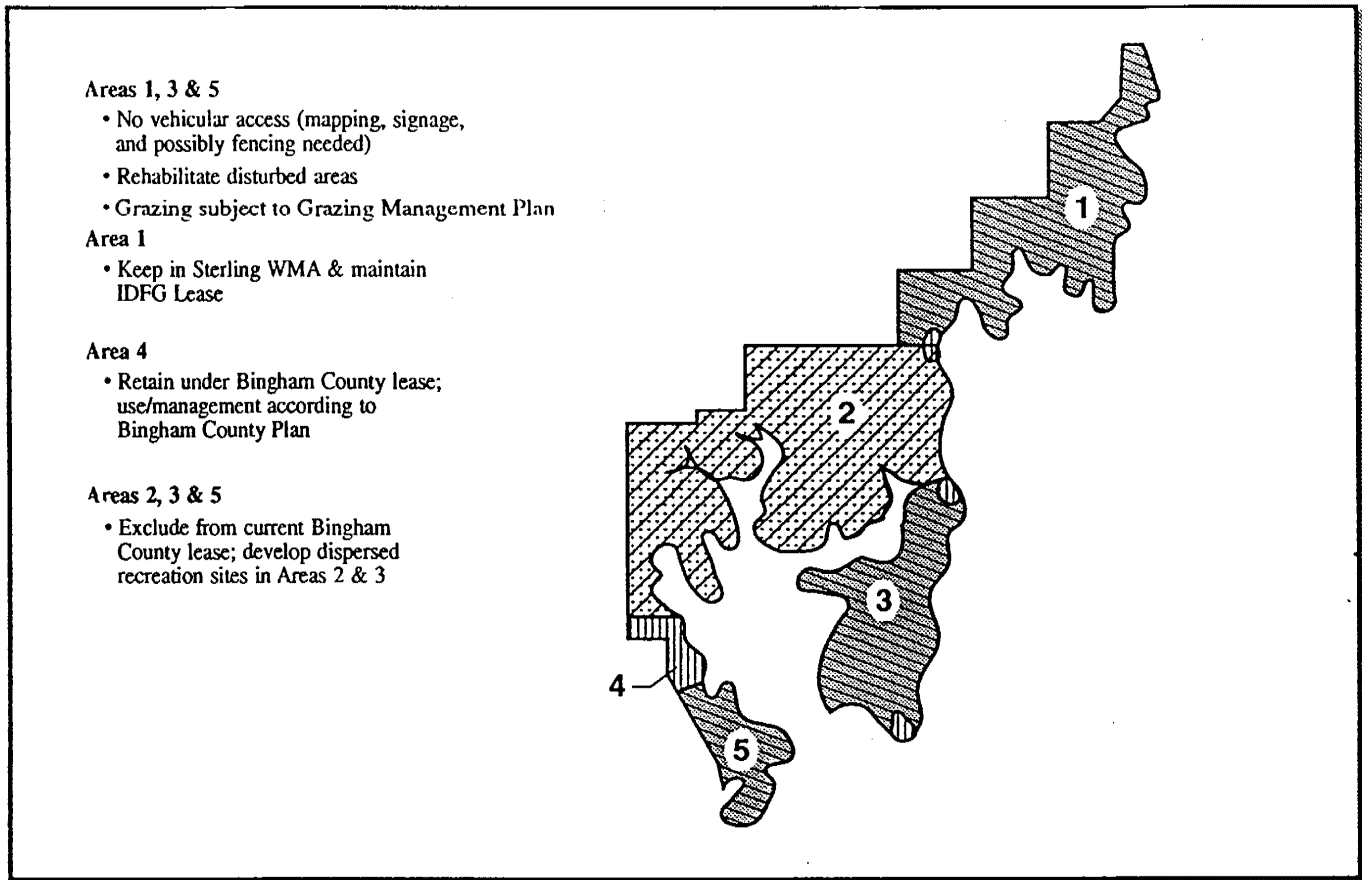 Areas 1, 3 & 5
• No vehicular access (mapping, signage,
and possibly fencing needed)
• Rehabilitate disturbed areas
• Grazing subject to Grazing Management Plan
Area 1
• Keep in Sterling WMA & maintain
IDFG Lease
Area 4
• Retain under Bingham County lease;
use/management according to
Bingham County Plan
Areas 2, 3 & 5
• Exclude from current Bingham
County lease; develop dispersed
recreation sites in Areas 2 & 3
1
2
3
4
5